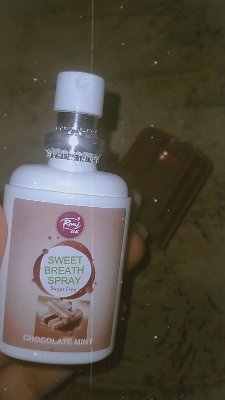 SWEET
BREATH
SPRAY
Sugar Free
CHOCOLATE MINT